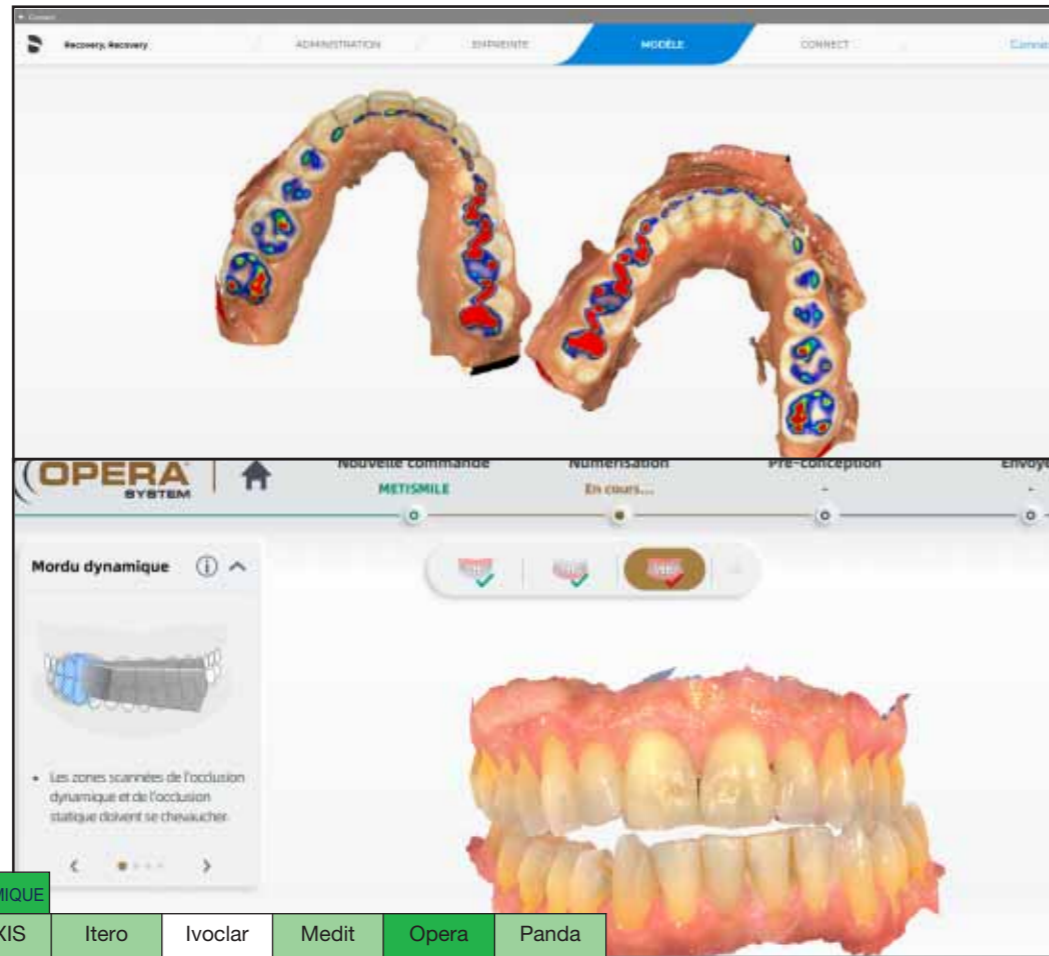 Connect
Recovery, Recovery
ADMINISTRATION
EMPREINTE
MODÈLE
CONNECT
OPERA
SYSTEM
Nouvelle commande
METISMILE
Numérisation
En cours...
Pré-conception
-
Envoye
-
Mordu dynamique
• Les zones scannées de l'occlusion
dynamique et de l'occlusion
statique doivent se chevaucher.
MIQUE
XIS Itero Ivoclar Medit Opera Panda